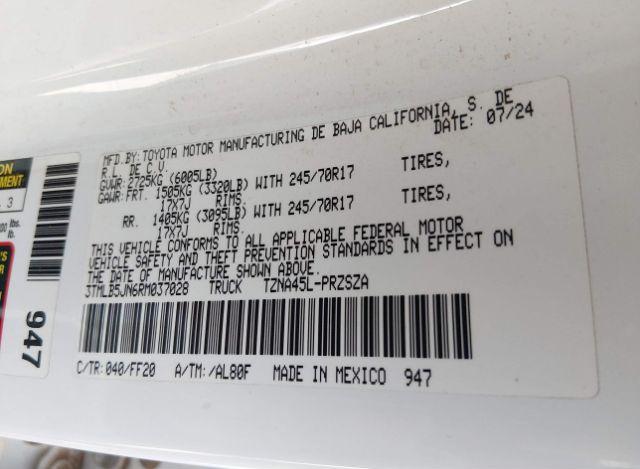 MFD.BY: TOYOTA MOTOR MANUFACTURING DE BAJA CALIFORNIA, S. DE
R.L. DE C.V. DATE: 07/24
GVWR: 2725KG (6005LB)
GAWR: FRT. 1505KG (3320LB) WITH 245/70R17 TIRES,
17X7J RIMS.
RR. 1405KG (3095LB) WITH 245/70R17 TIRES,
17X7J RIMS.
THIS VEHICLE CONFORMS TO ALL APPLICABLE FEDERAL MOTOR
VEHICLE SAFETY AND THEFT PREVENTION STANDARDS IN EFFECT ON
THE DATE OF MANUFACTURE SHOWN ABOVE.
3TMLB5JN6RM037028 TRUCK TZNA45L-PRZSZA
C/TR: 040/FF20 A/TM: /AL80F MADE IN MEXICO 947
947
3
lbs.